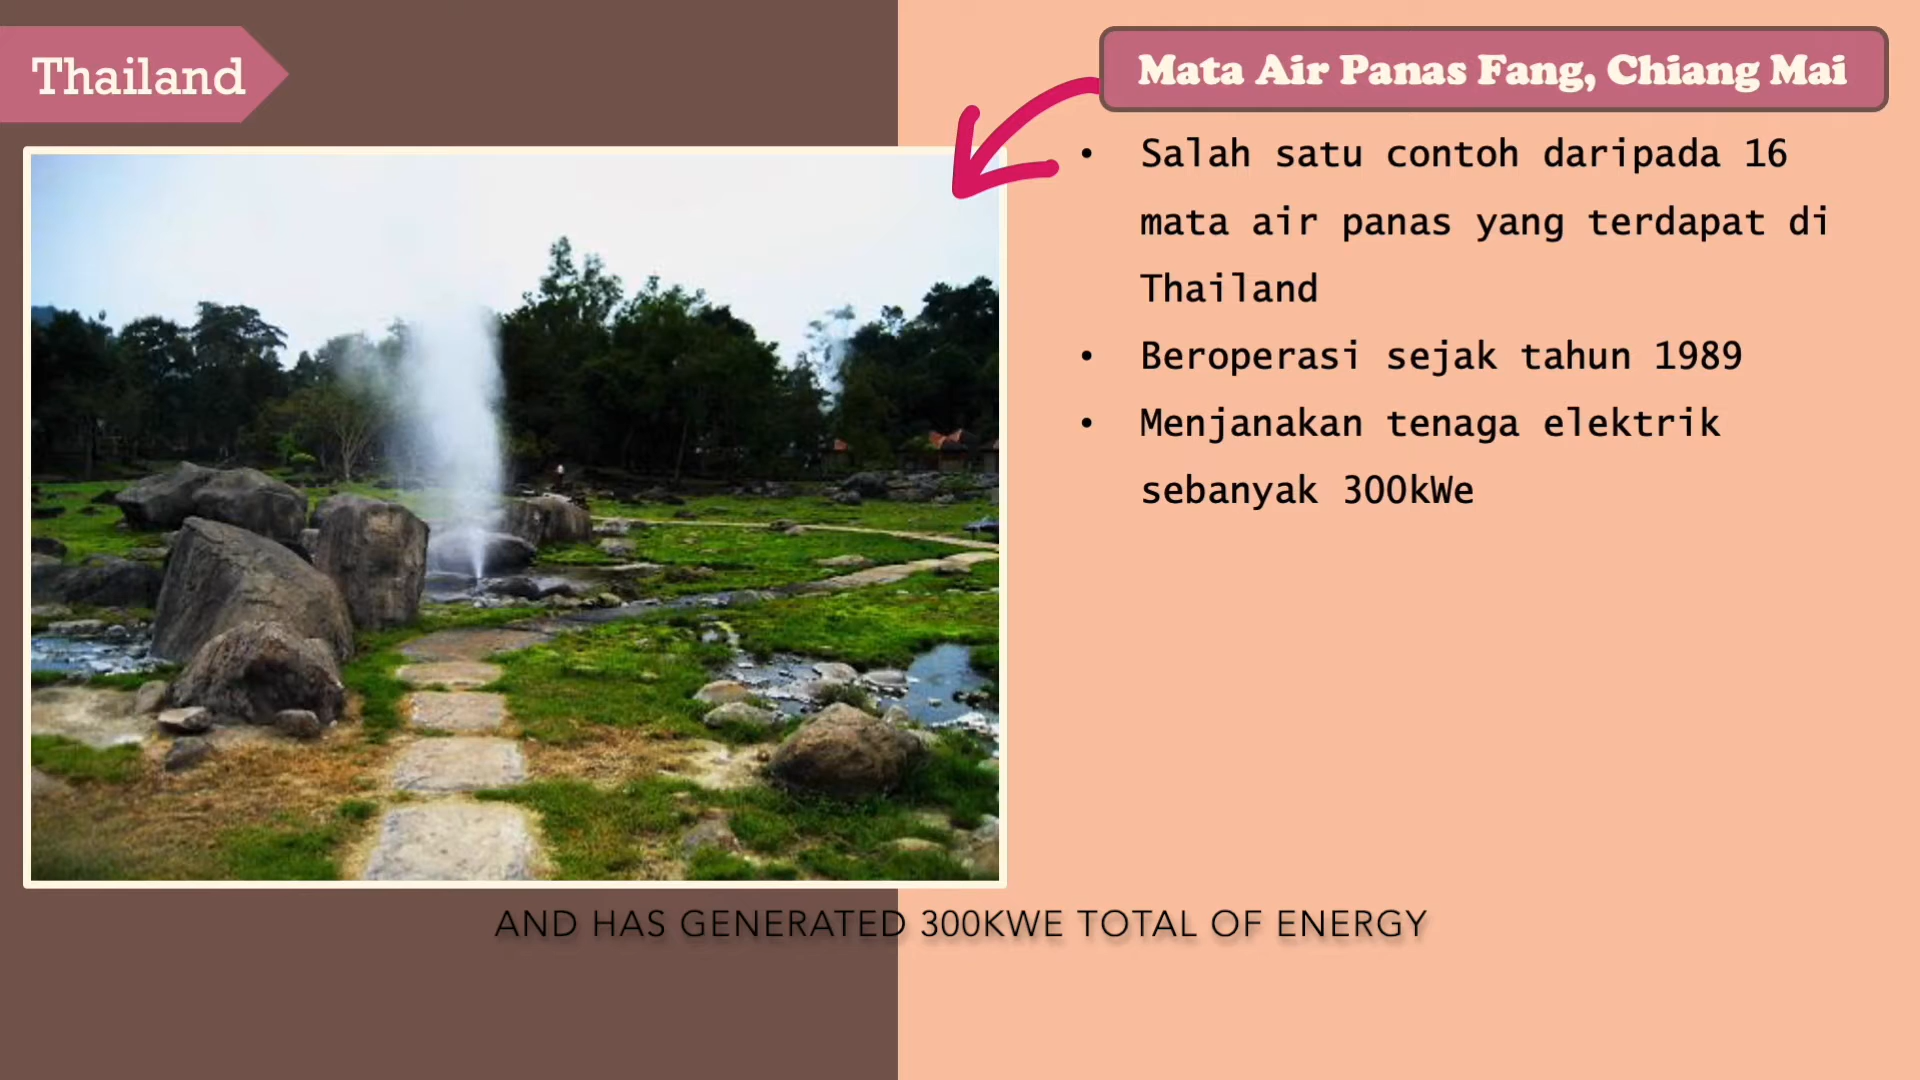 Thailand
Mata Air Panas Fang, Chiang Mai
• Salah satu contoh daripada 16
mata air panas yang terdapat di
Thailand
• Beroperasi sejak tahun 1989
• Menjanakan tenaga elektrik
sebanyak 300kWe
AND HAS GENERATED 300KWE TOTAL OF ENERGY